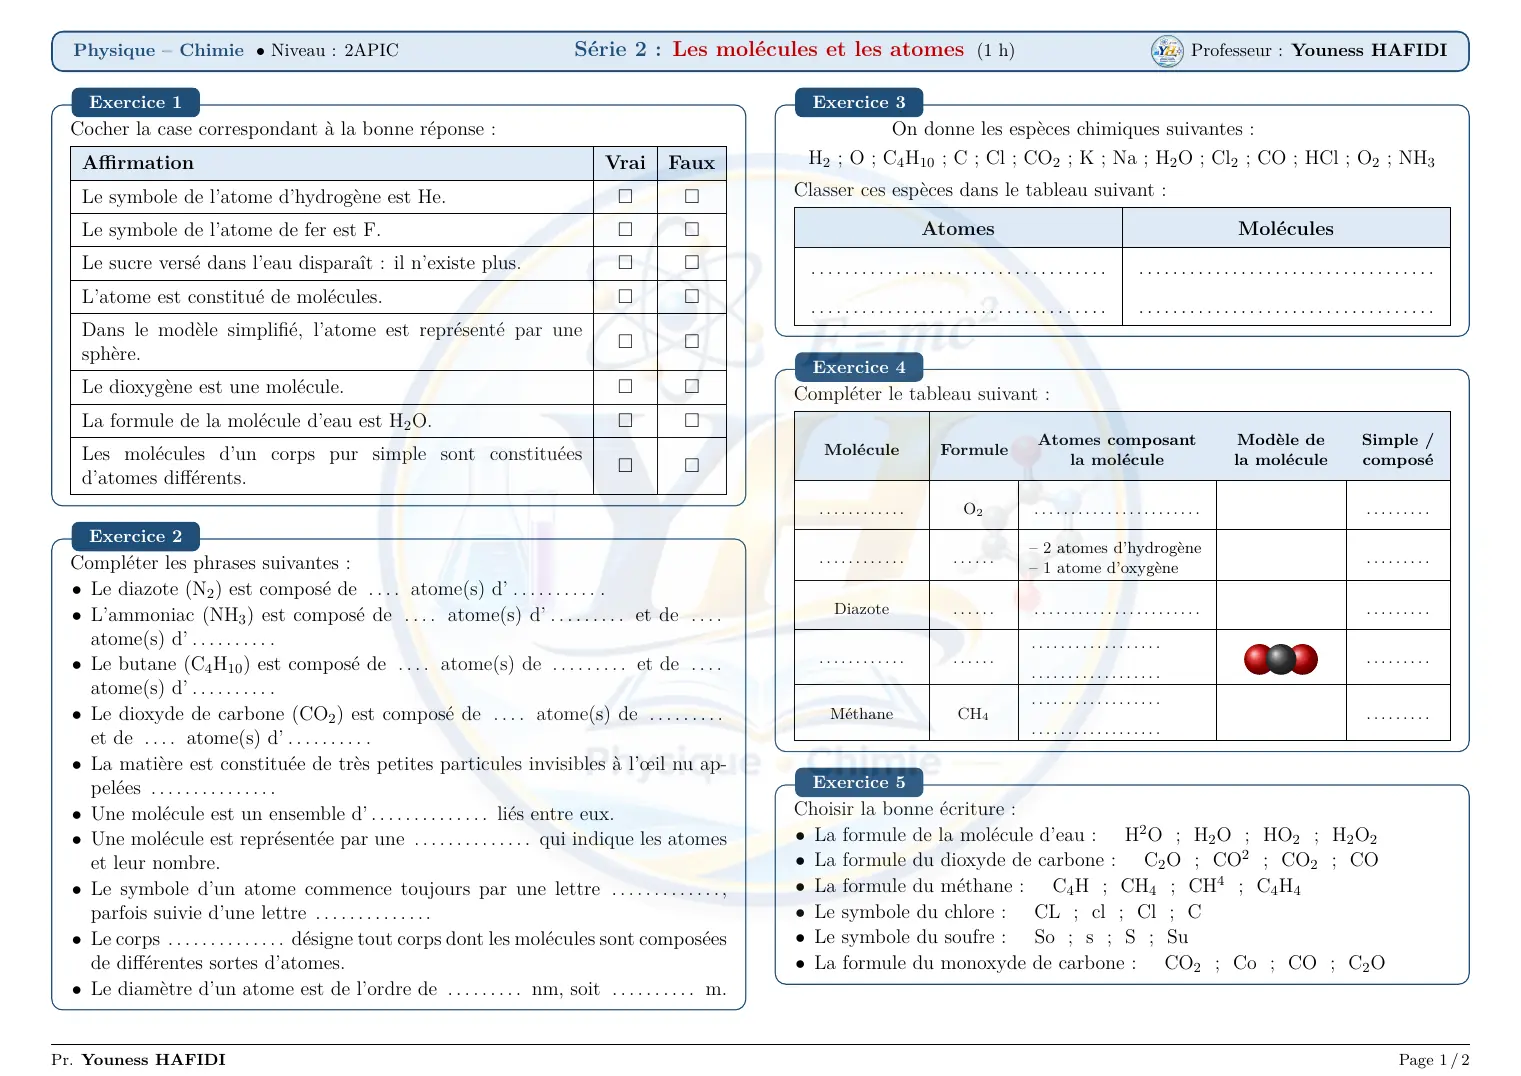 Physique – Chimie • Niveau : 2APIC
Série 2 : Les molécules et les atomes (1 h)
YH Professeur : Youness HAFIDI
Exercice 1
Cocher la case correspondant à la bonne réponse :
Affirmation Vrai Faux
Le symbole de l'atome d'hydrogène est He. □ □
Le symbole de l'atome de fer est F. □ □
Le sucre versé dans l'eau disparaît : il n'existe plus. □ □
L'atome est constitué de molécules. □ □
Dans le modèle simplifié, l'atome est représenté par une
sphère. □ □
Le dioxygène est une molécule. □ □
La formule de la molécule d'eau est H₂O. □ □
Les molécules d'un corps pur simple sont constituées
d'atomes différents. □ □
Exercice 2
Compléter les phrases suivantes :
• Le diazote (N₂) est composé de .... atome(s) d'...........
• L'ammoniac (NH₃) est composé de .... atome(s) d'......... et de ....
atome(s) d'..........
• Le butane (C₄H₁₀) est composé de .... atome(s) de ......... et de ....
atome(s) d'..........
• Le dioxyde de carbone (CO₂) est composé de .... atome(s) de .........
et de .... atome(s) d'..........
• La matière est constituée de très petites particules invisibles à l'œil nu ap-
pelées ...............
• Une molécule est un ensemble d'.............. liés entre eux.
• Une molécule est représentée par une .............. qui indique les atomes
et leur nombre.
• Le symbole d'un atome commence toujours par une lettre .............,
parfois suivie d'une lettre ..............
• Le corps .............. désigne tout corps dont les molécules sont composées
de différentes sortes d'atomes.
• Le diamètre d'un atome est de l'ordre de ......... nm, soit .......... m.
Exercice 3
On donne les espèces chimiques suivantes :
H₂ ; O ; C₄H₁₀ ; C ; Cl ; CO₂ ; K ; Na ; H₂O ; Cl₂ ; CO ; HCl ; O₂ ; NH₃
Classer ces espèces dans le tableau suivant :
Atomes Molécules
................................... ...................................
................................... ...................................
E=mc²
Exercice 4
Compléter le tableau suivant :
Molécule Formule Atomes composant
la molécule Modèle de
la molécule Simple /
composé
............ O₂ ....................... .........
............ ...... – 2 atomes d'hydrogène
– 1 atome d'oxygène .........
Diazote ...... ....................... .........
............ ...... ..................
.................. .........
Méthane CH₄ ..................
.................. .........
YH
Physique • Chimie
Exercice 5
Choisir la bonne écriture :
• La formule de la molécule d'eau : H²O ; H₂O ; HO₂ ; H₂O₂
• La formule du dioxyde de carbone : C₂O ; CO² ; CO₂ ; CO
• La formule du méthane : C₄H ; CH₄ ; CH⁴ ; C₄H₄
• Le symbole du chlore : CL ; cl ; Cl ; C
• Le symbole du soufre : So ; s ; S ; Su
• La formule du monoxyde de carbone : CO₂ ; Co ; CO ; C₂O
Pr. Youness HAFIDI
Page 1 / 2